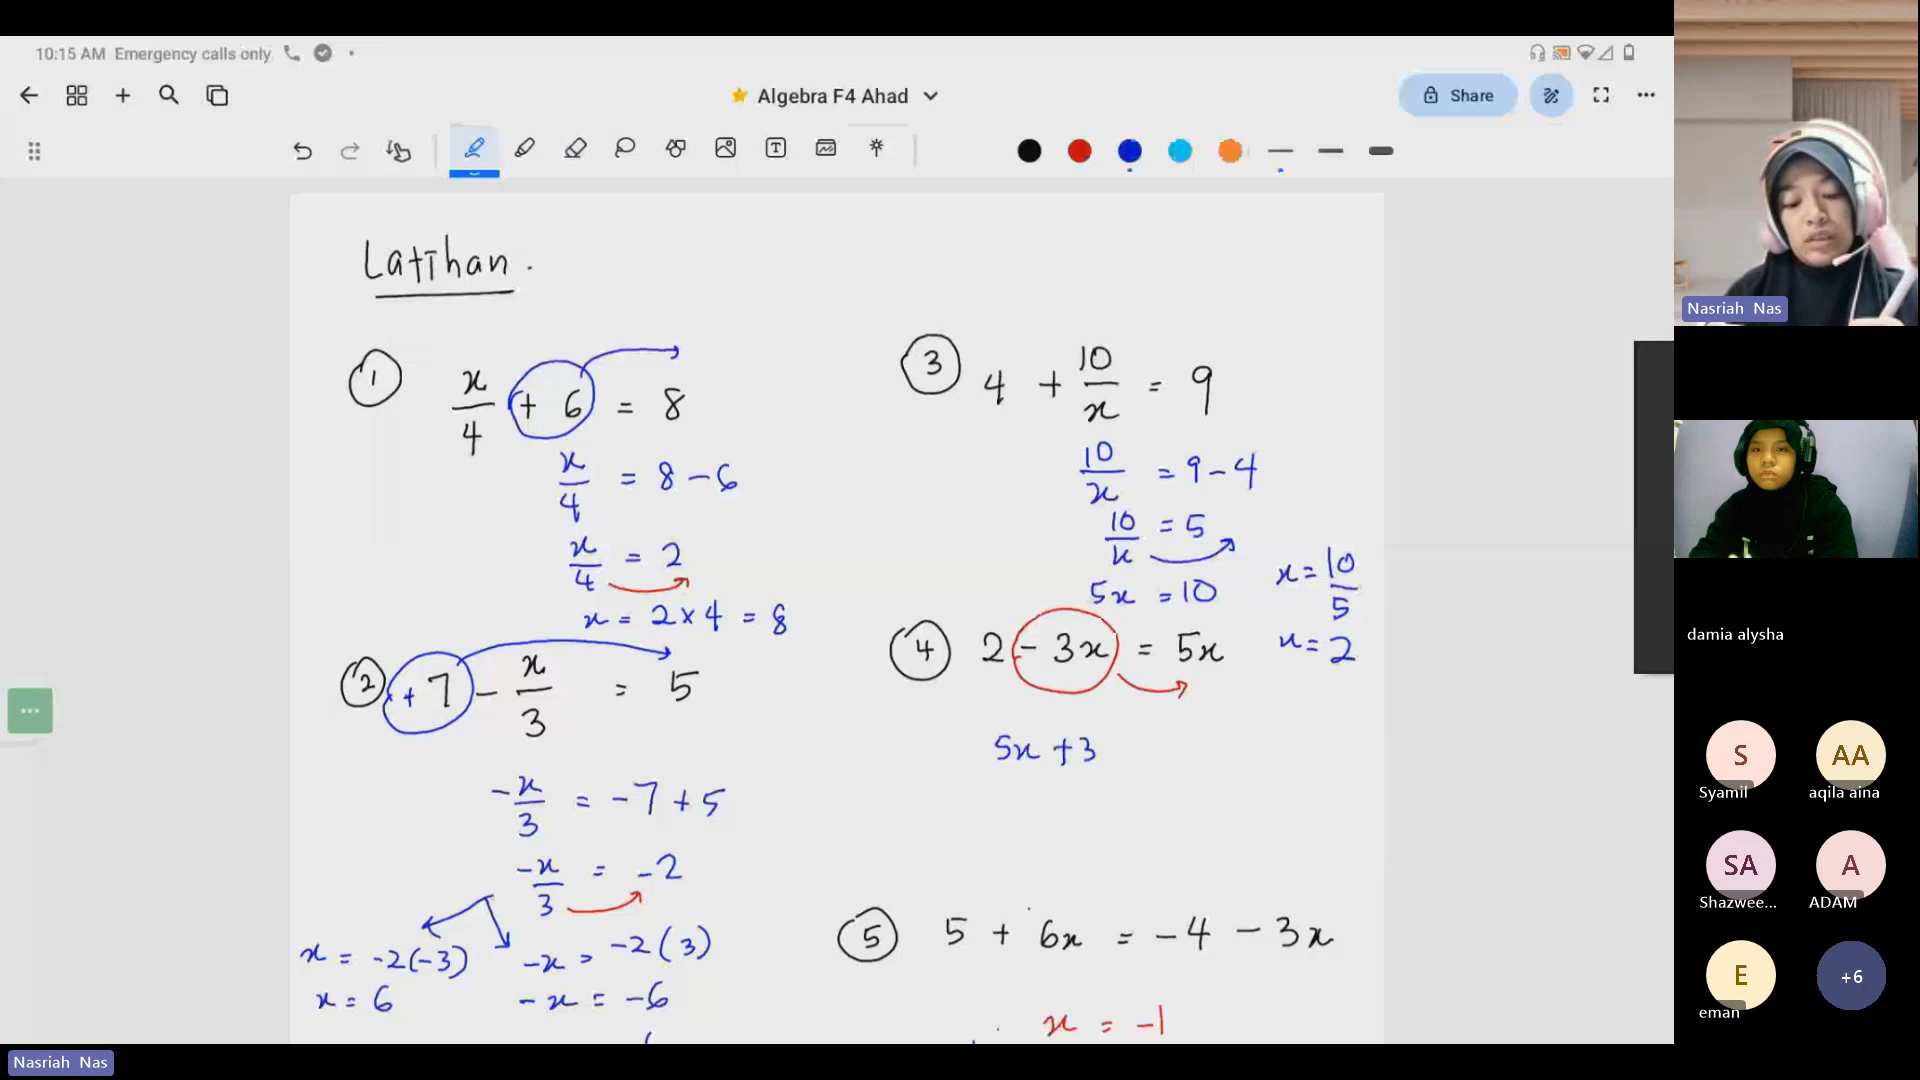 10:15 AM Emergency calls only
Algebra F4 Ahad
Share
Latihan.
1
x/4 + 6 = 8
x/4 = 8 - 6
x/4 = 2
x = 2 × 4 = 8
2
+ 7 - x/3 = 5
-x/3 = -7 + 5
-x/3 = -2
x = -2(-3)
x = 6
-x = -2(3)
-x = -6
3
4 + 10/x = 9
10/x = 9 - 4
10/x = 5
5x = 10
x = 10/5
x = 2
4
2 - 3x = 5x
5x + 3
5
5 + 6x = -4 - 3x
x = -1
Nasriah Nas
damia alysha
S
Syamil
AA
aqila aina
SA
Shazwee...
A
ADAM
E
eman
+6
Nasriah Nas